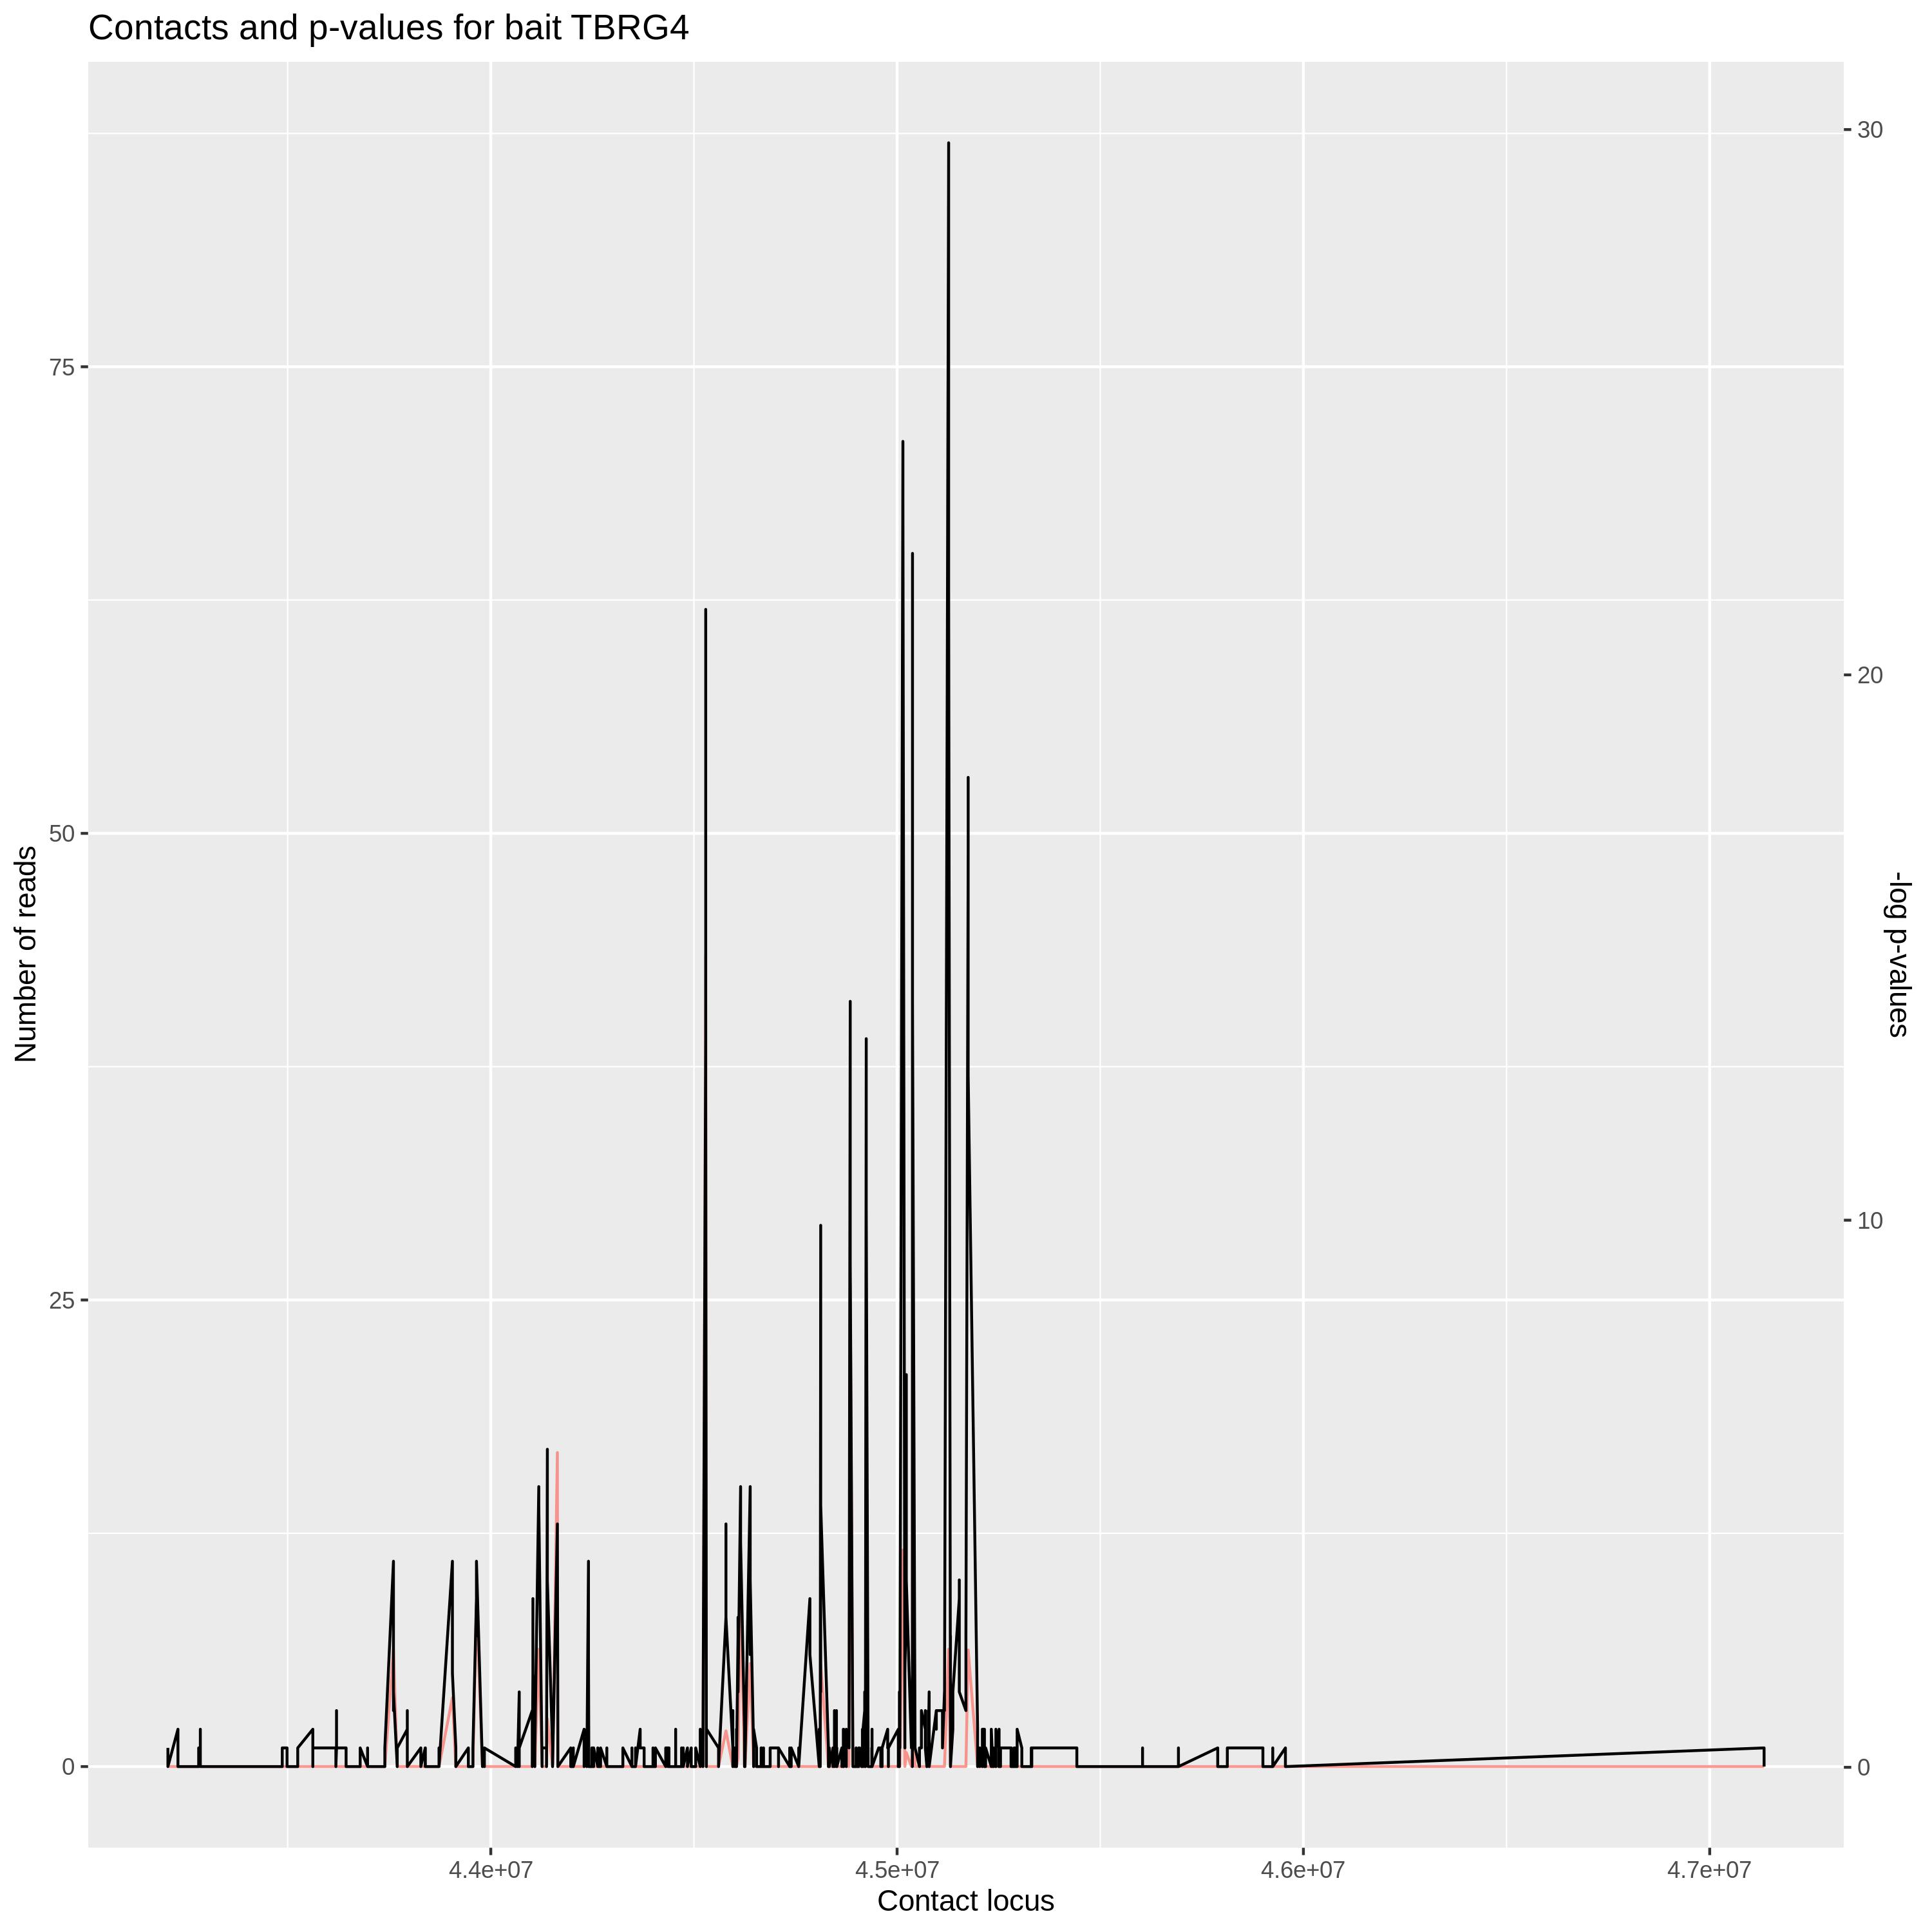 Contacts and p-values for bait TBRG4
Number of reads
75
50
25
0
30
20
10
0
-log p-values
4.4e+07
4.5e+07
4.6e+07
4.7e+07
Contact locus